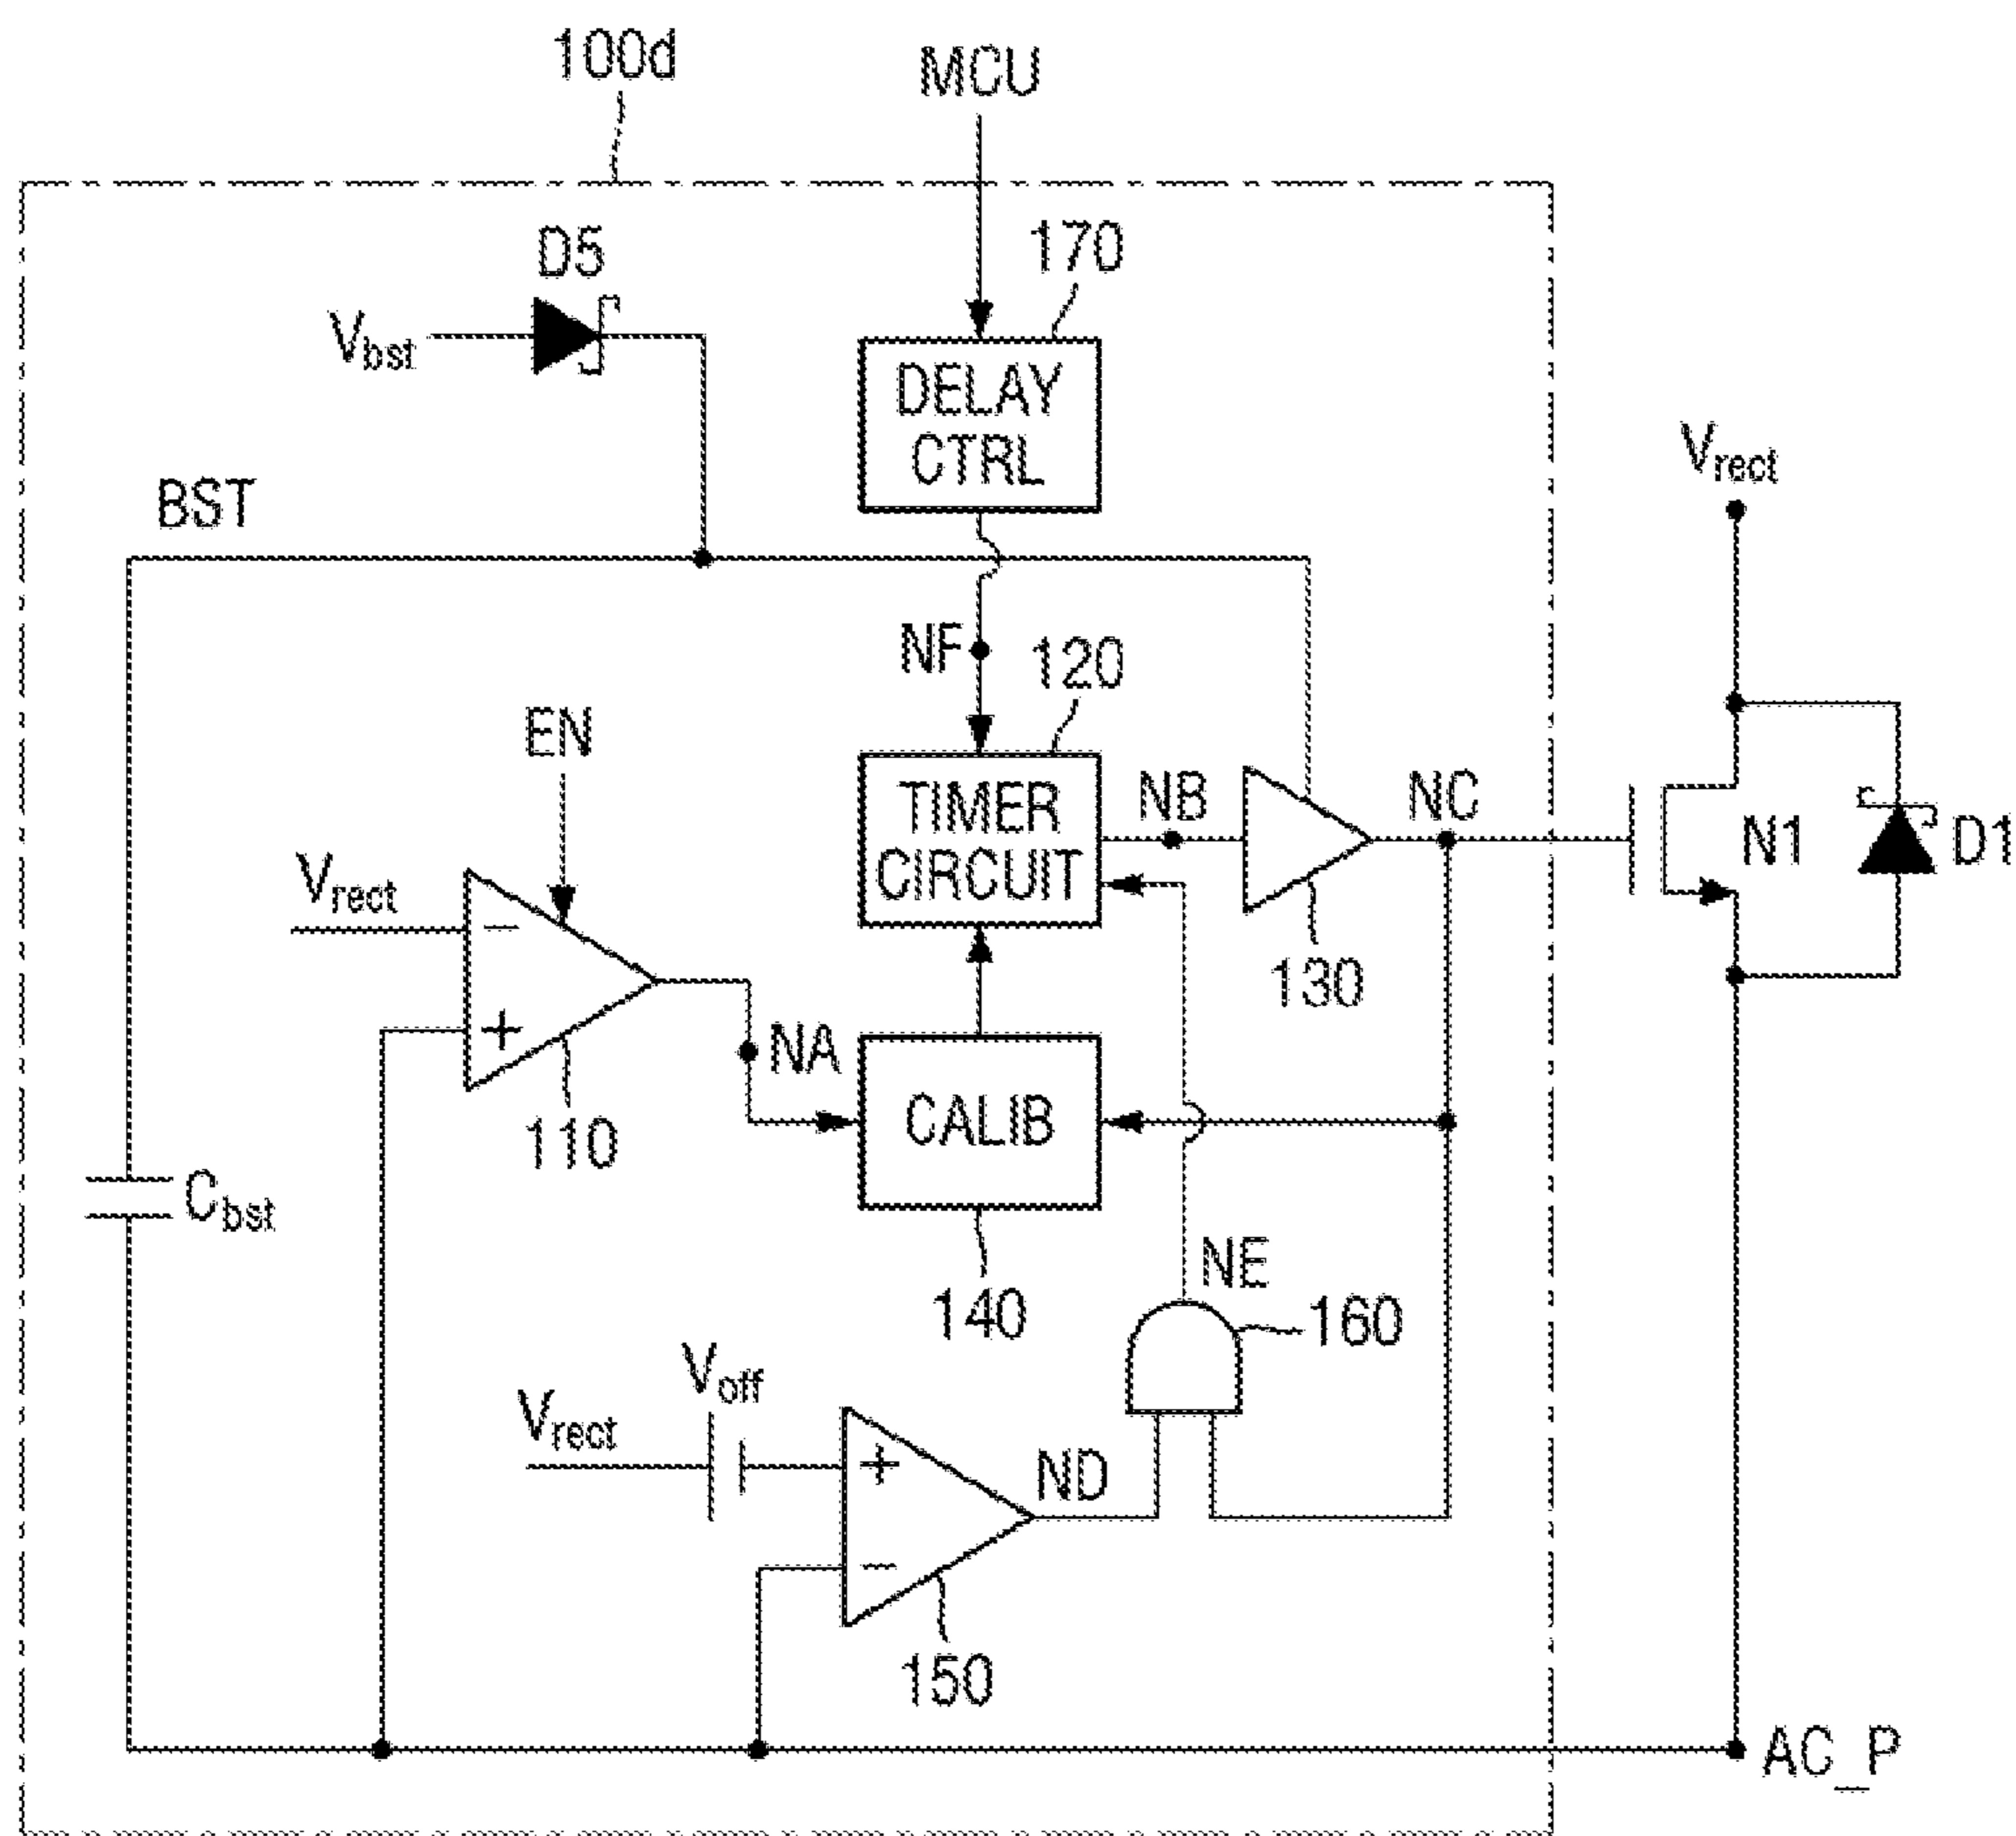 100d
MCU
D5
170
Vbst
DELAY
CTRL
Vrect
BST
NF
120
EN
TIMER
CIRCUIT
NB
NC
N1
D1
Vrect
−
+
130
NA
110
CALIB
Cbst
140
NE
160
Voff
Vrect
+
ND
−
150
AC_P